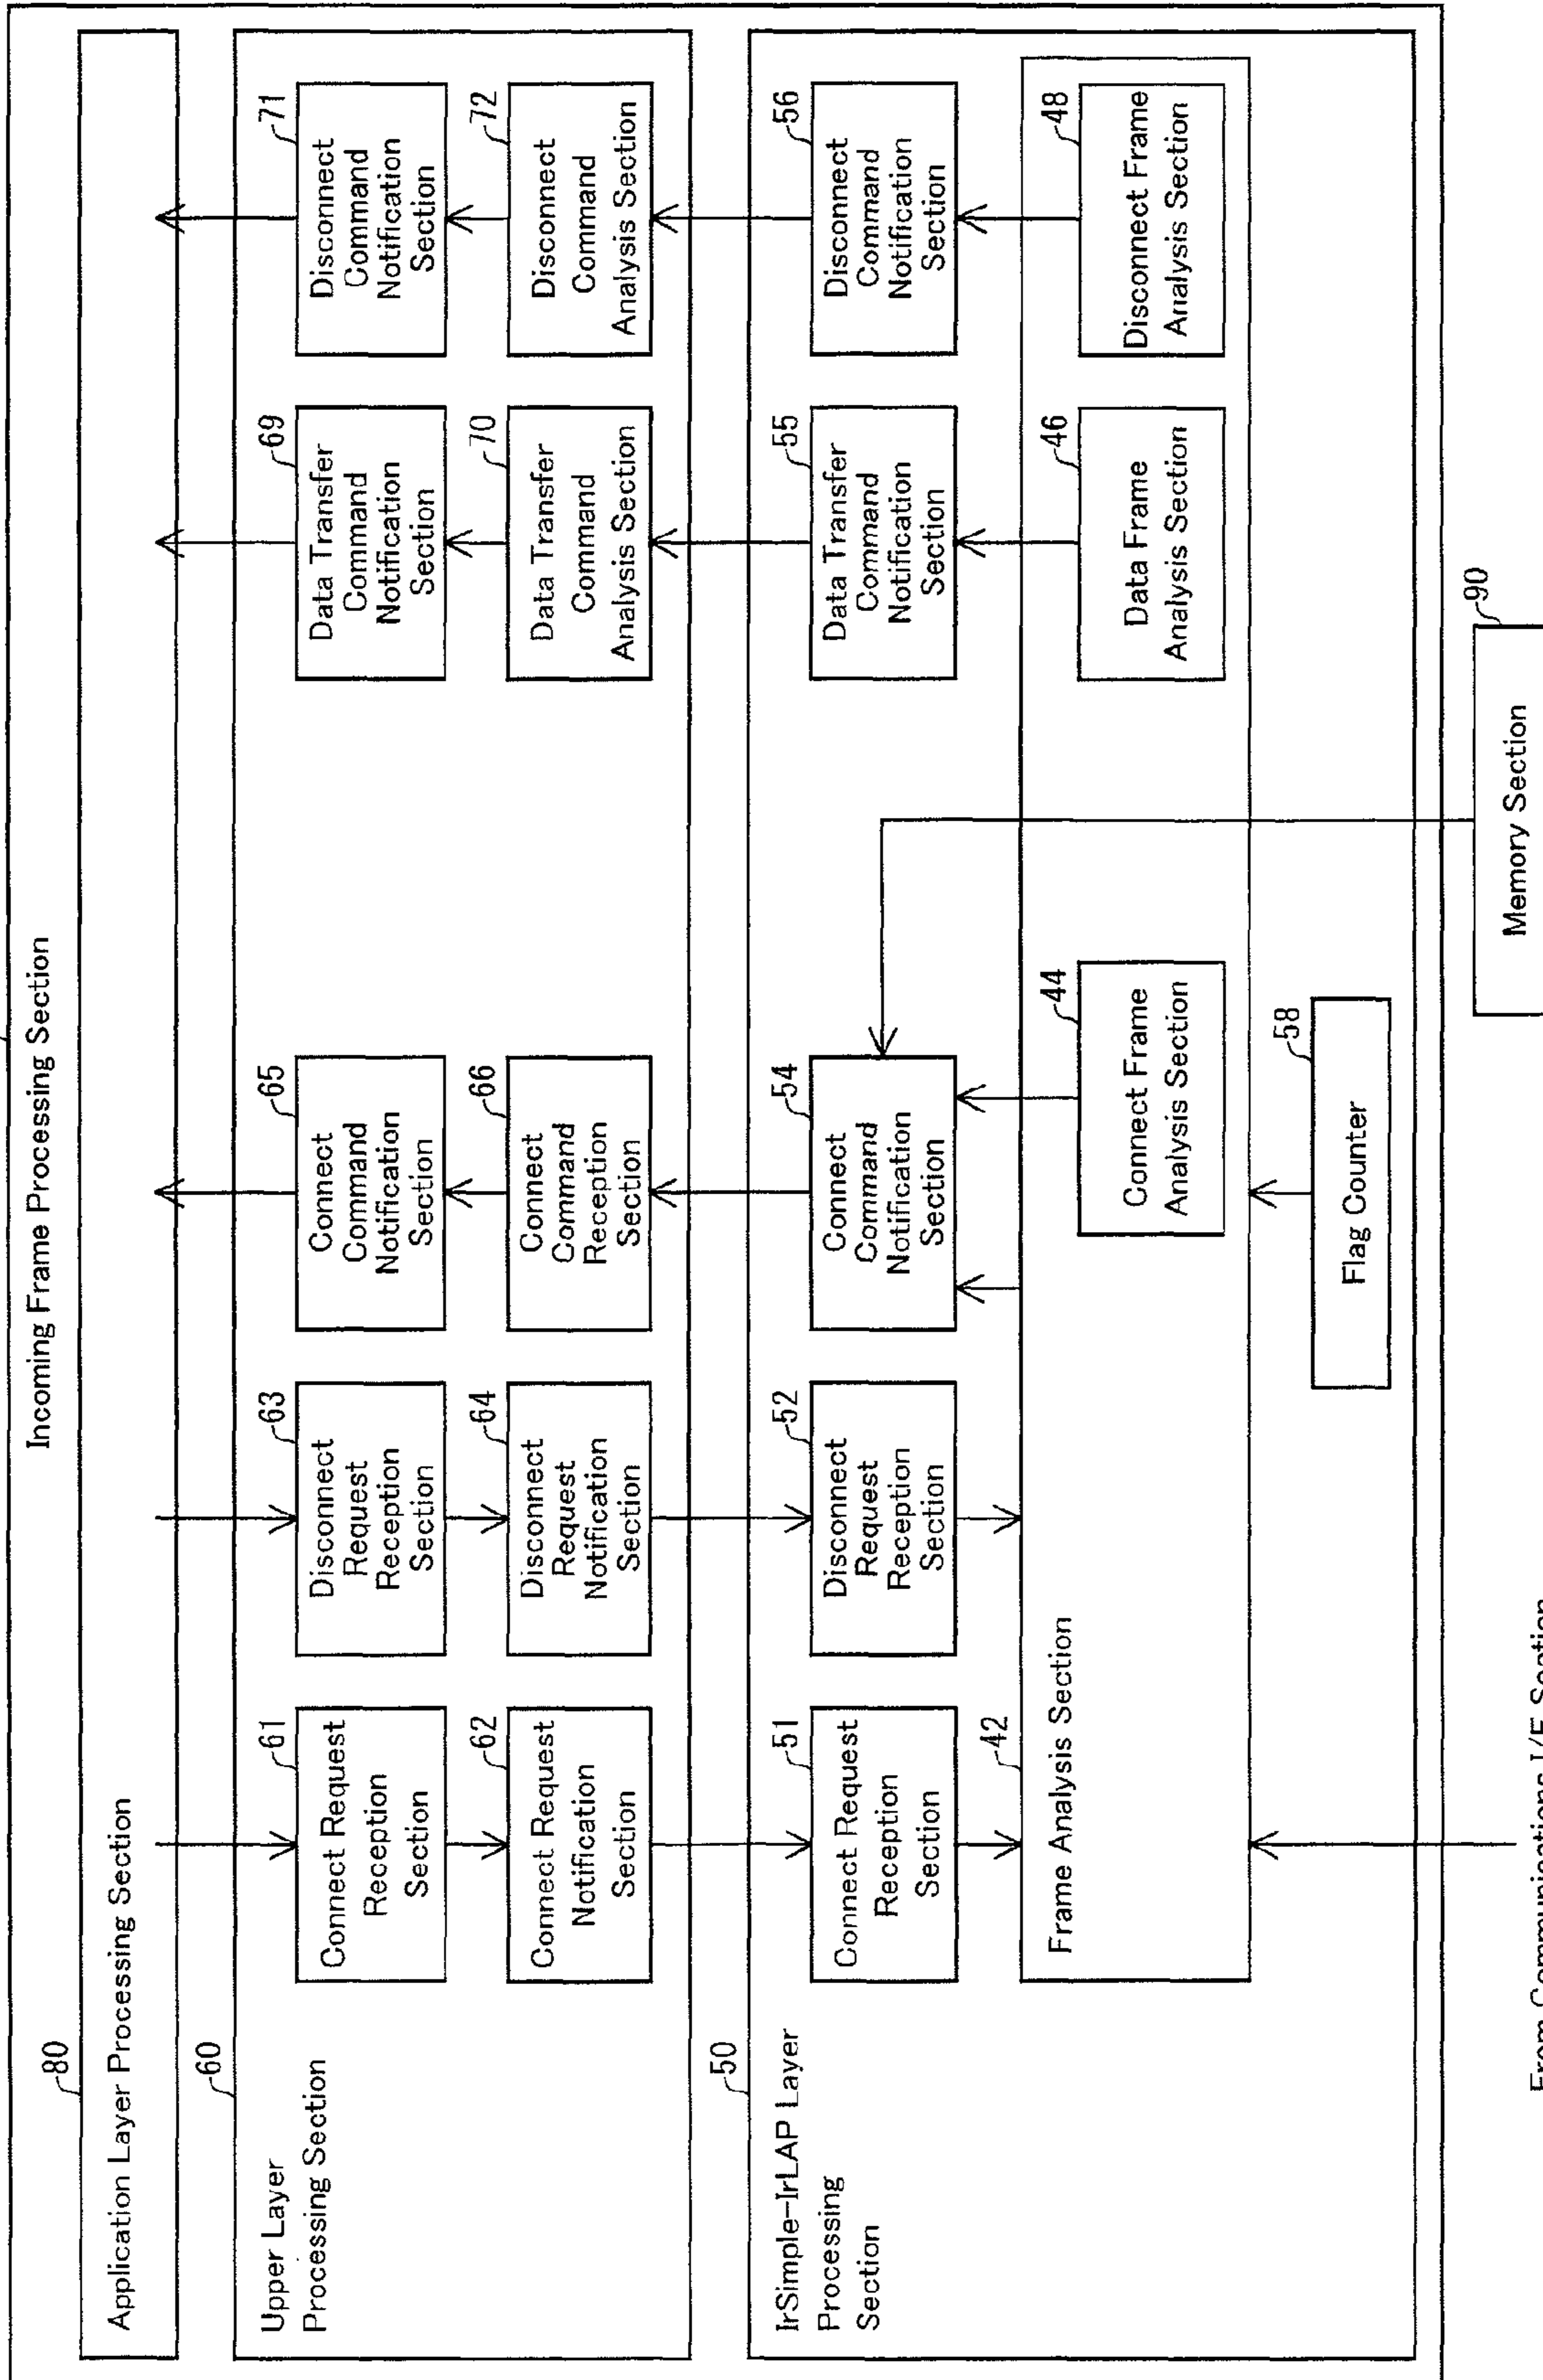 Incoming Frame Processing Section
80
Application Layer Processing Section
60
Upper Layer
Processing Section
61
Connect Request
Reception
Section
63
Disconnect
Request
Reception
Section
65
Connect
Command
Notification
Section
69
Data Transfer
Command
Notification
Section
71
Disconnect
Command
Notification
Section
62
Connect Request
Notification
Section
64
Disconnect
Request
Notification
Section
66
Connect
Command
Reception
Section
70
Data Transfer
Command
Analysis Section
72
Disconnect
Command
Analysis Section
50
IrSimple-IrLAP Layer
Processing
Section
51
Connect Request
Reception
Section
52
Disconnect
Request
Reception
Section
54
Connect
Command
Notification
Section
55
Data Transfer
Command
Notification
Section
56
Disconnect
Command
Notification
Section
42
Frame Analysis Section
44
Connect Frame
Analysis Section
46
Data Frame
Analysis Section
48
Disconnect Frame
Analysis Section
58
Flag Counter
90
Memory Section
From Communications I/F Section